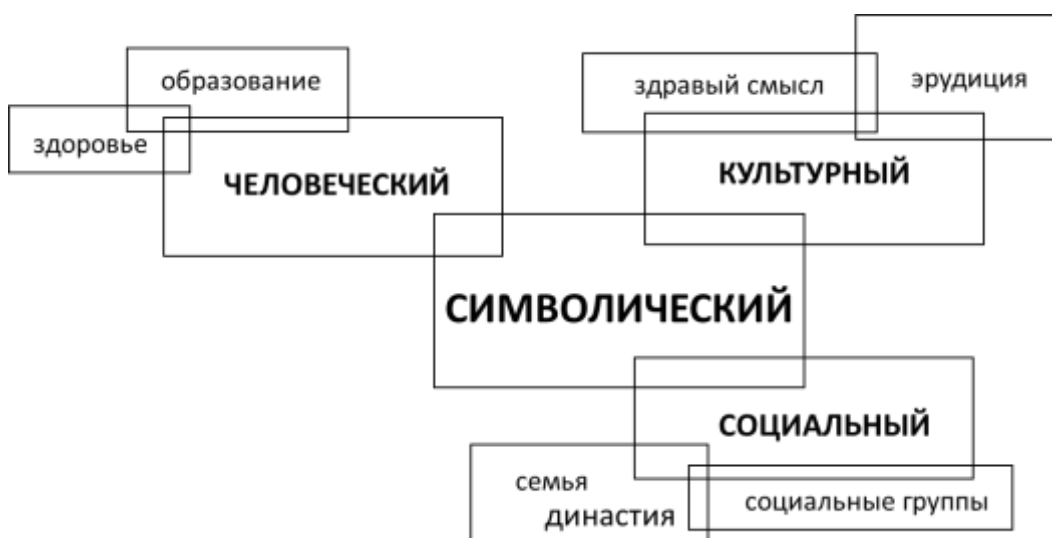 образование
здоровье
ЧЕЛОВЕЧЕСКИЙ
здравый смысл
эрудиция
КУЛЬТУРНЫЙ
СИМВОЛИЧЕСКИЙ
СОЦИАЛЬНЫЙ
семья
династия
социальные группы